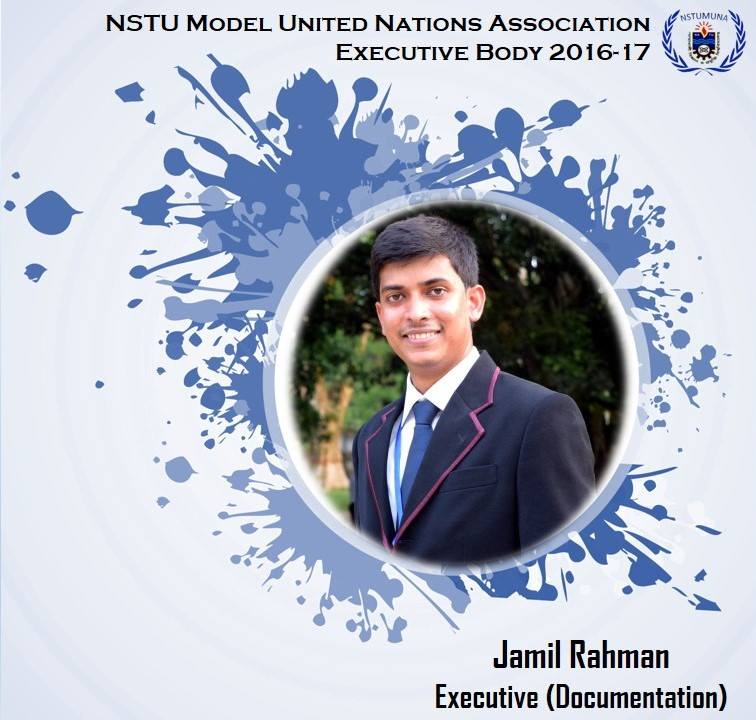 NSTU Model United Nations Association
Executive Body 2016-17
NSTUMUNA
Jamil Rahman
Executive (Documentation)